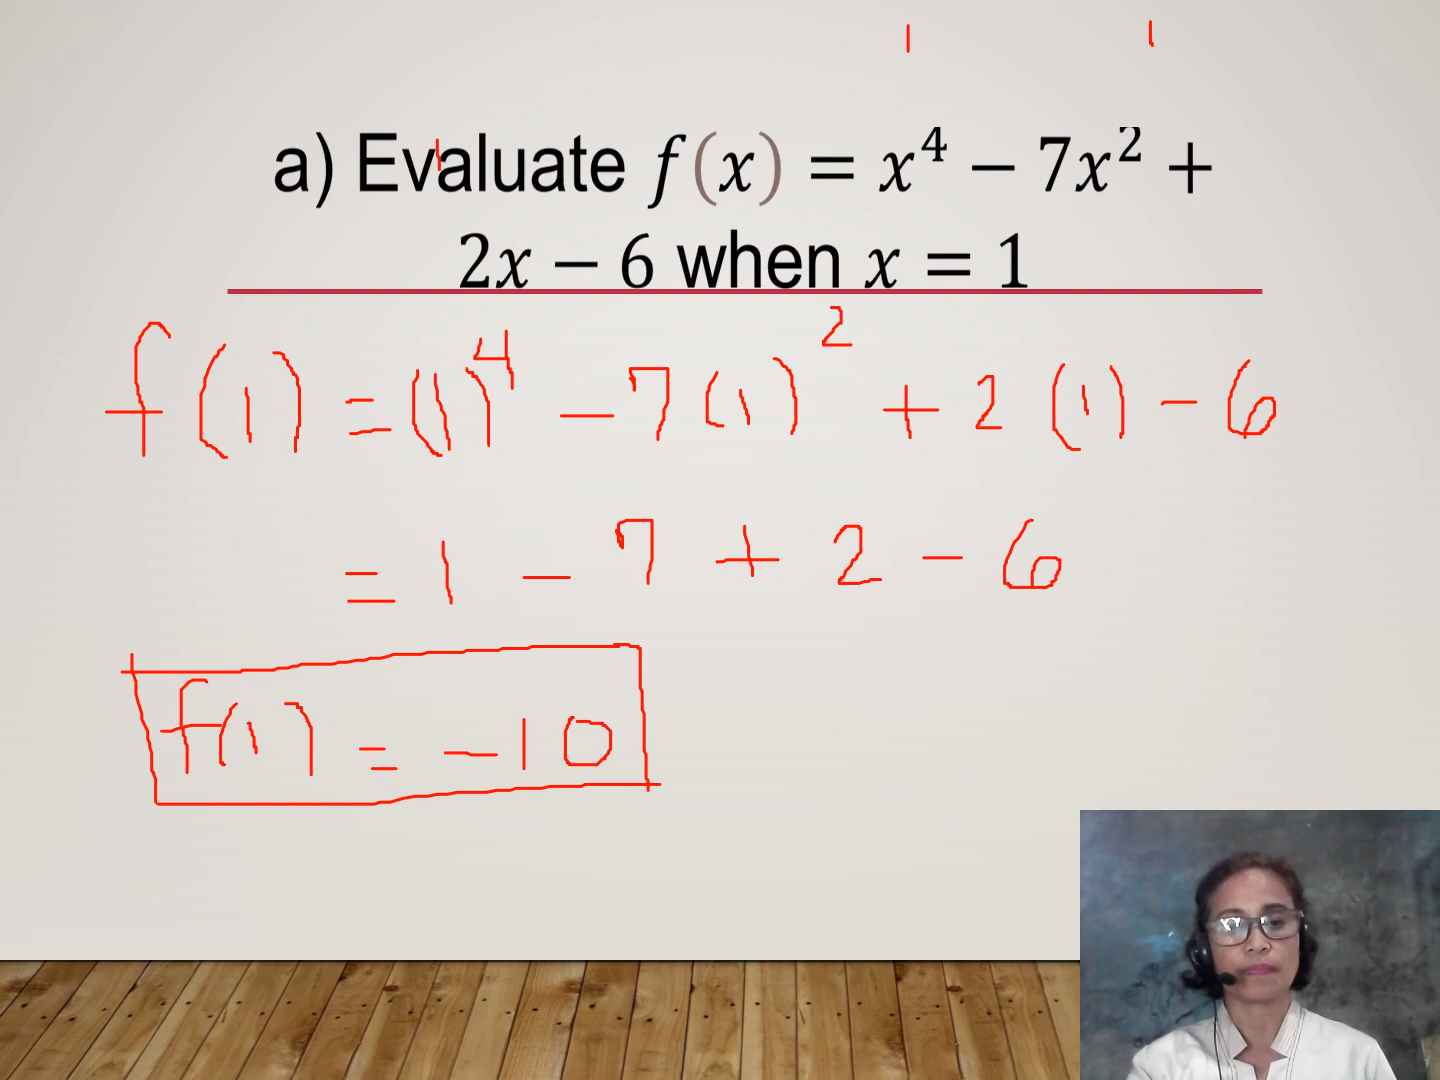 a) Evaluate f(x) = x⁴ − 7x² +
2x − 6 when x = 1
f(1) = (1)⁴ − 7(1)² + 2(1) − 6
= 1 − 7 + 2 − 6
f(1) = −10